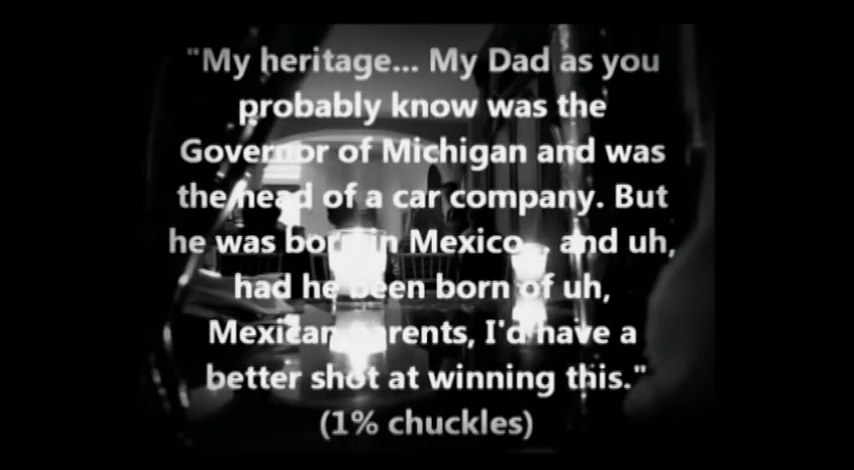 "My heritage... My Dad as you
probably know was the
Governor of Michigan and was
the head of a car company. But
he was born in Mexico... and uh,
had he been born of uh,
Mexican parents, I'd have a
better shot at winning this."
(1% chuckles)